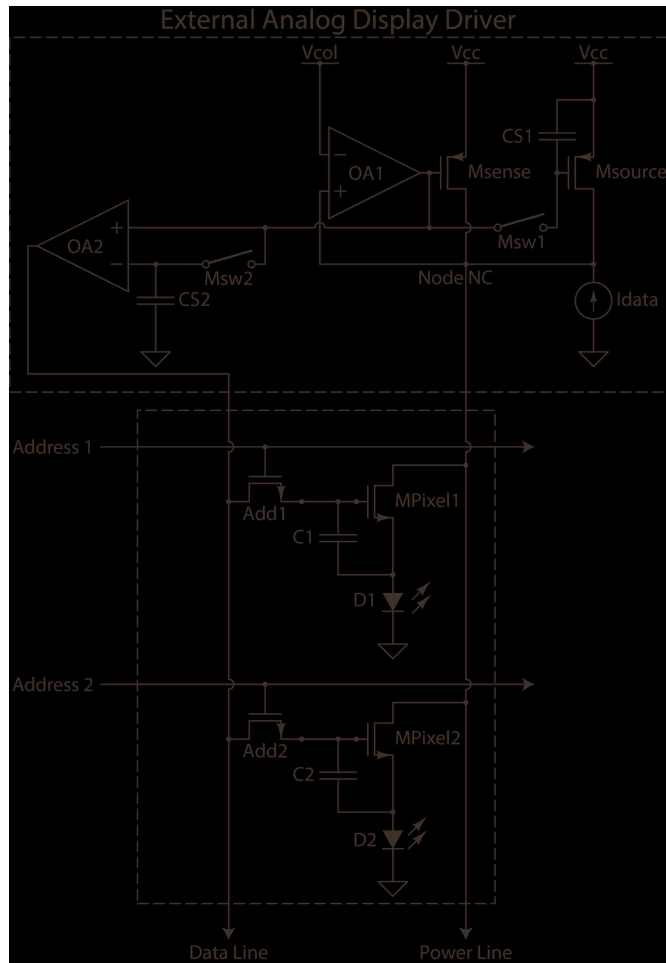 External Analog Display Driver
Vcol Vcc Vcc
CS1
OA1 Msense Msource
+
−
+
OA2 − Msw2 Msw1
CS2 Node NC Idata
Address 1
Add1 MPixel1
C1
D1
Address 2
Add2 MPixel2
C2
D2
Data Line Power Line